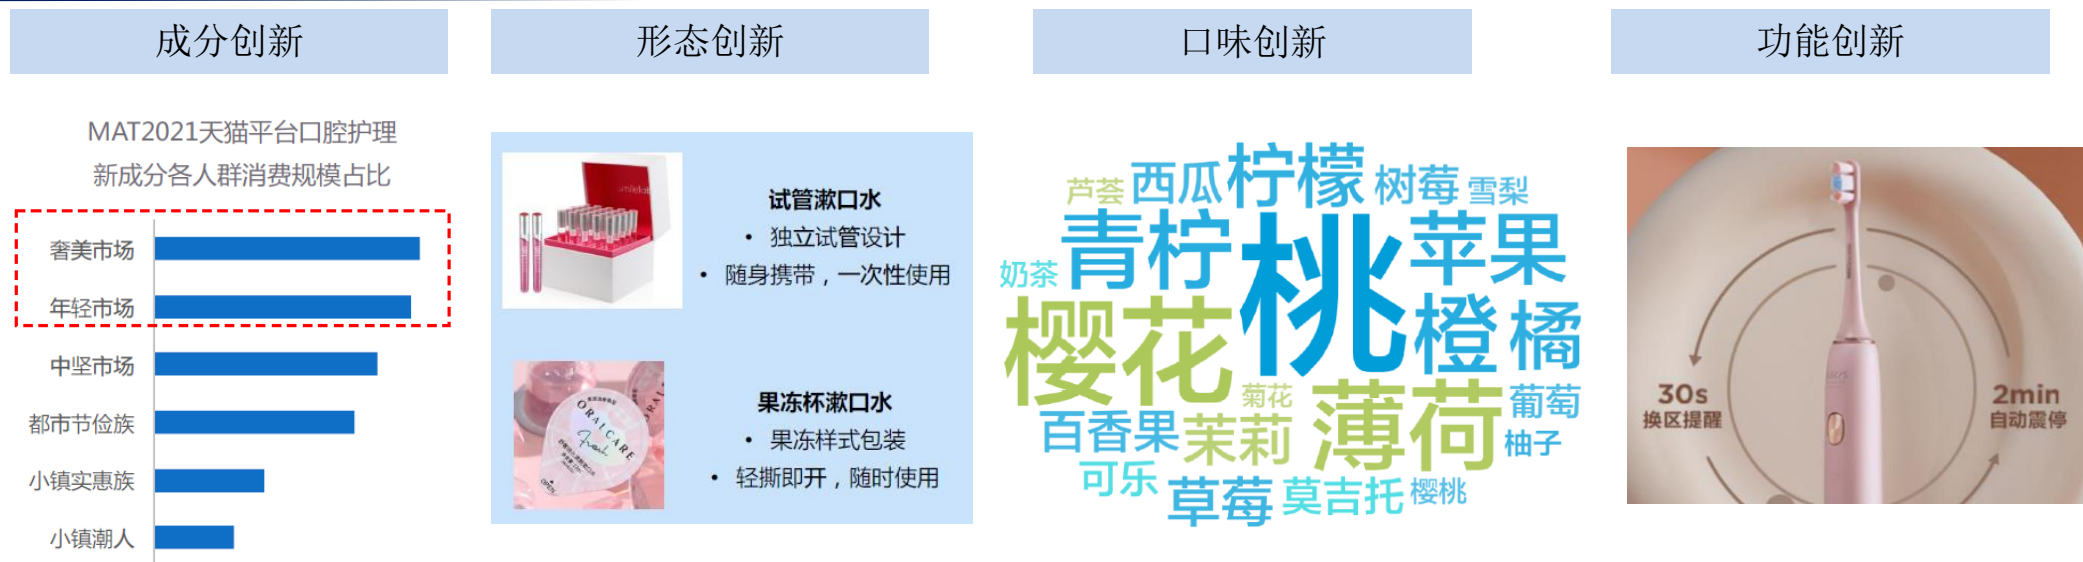 成分创新
形态创新
口味创新
功能创新
MAT2021天猫平台口腔护理
新成分各人群消费规模占比
奢美市场
年轻市场
中坚市场
都市节俭族
小镇实惠族
小镇潮人
试管漱口水
• 独立试管设计
• 随身携带，一次性使用
果冻杯漱口水
• 果冻样式包装
• 轻撕即开，随时使用
ORALCARE
Fresh
OPEN
芦荟
西瓜
柠檬
树莓
雪梨
青柠
桃
苹果
奶茶
樱花
橙
橘
菊花
薄荷
葡萄
百香果
茉莉
柚子
可乐
草莓
莫吉托
樱桃
30s
换区提醒
2min
自动震停